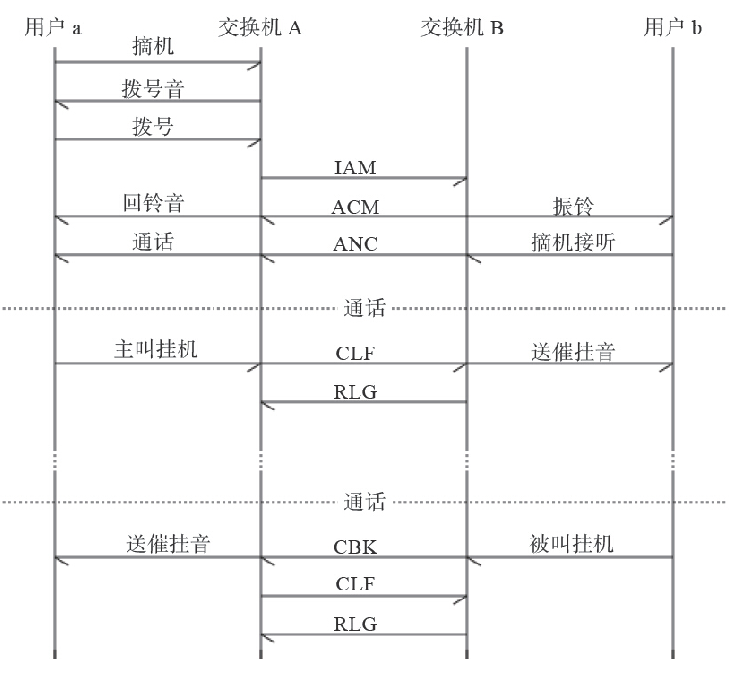 用户 a 交换机 A 交换机 B 用户 b
摘机
拨号音
拨号
IAM
回铃音 ACM 振铃
通话 ANC 摘机接听
通话
主叫挂机 CLF 送催挂音
RLG
通话
送催挂音 CBK 被叫挂机
CLF
RLG